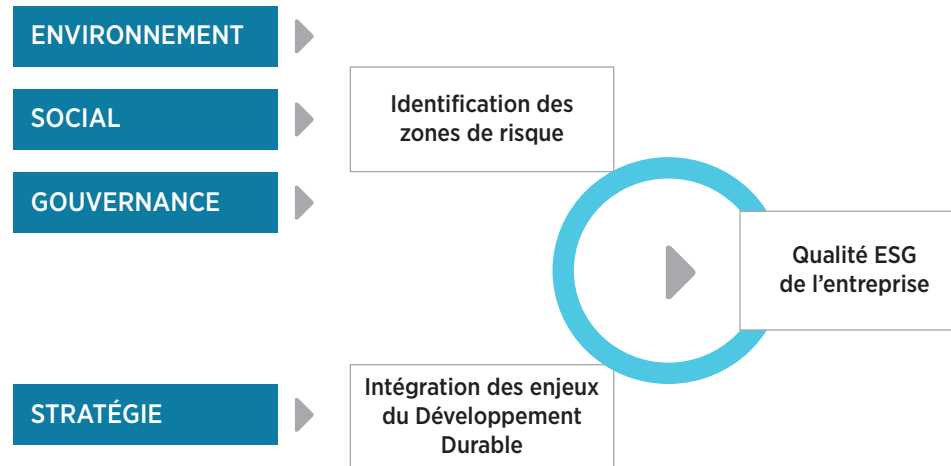 ENVIRONNEMENT
SOCIAL
GOUVERNANCE
Identification des
zones de risque
Qualité ESG
de l’entreprise
STRATÉGIE
Intégration des enjeux
du Développement
Durable